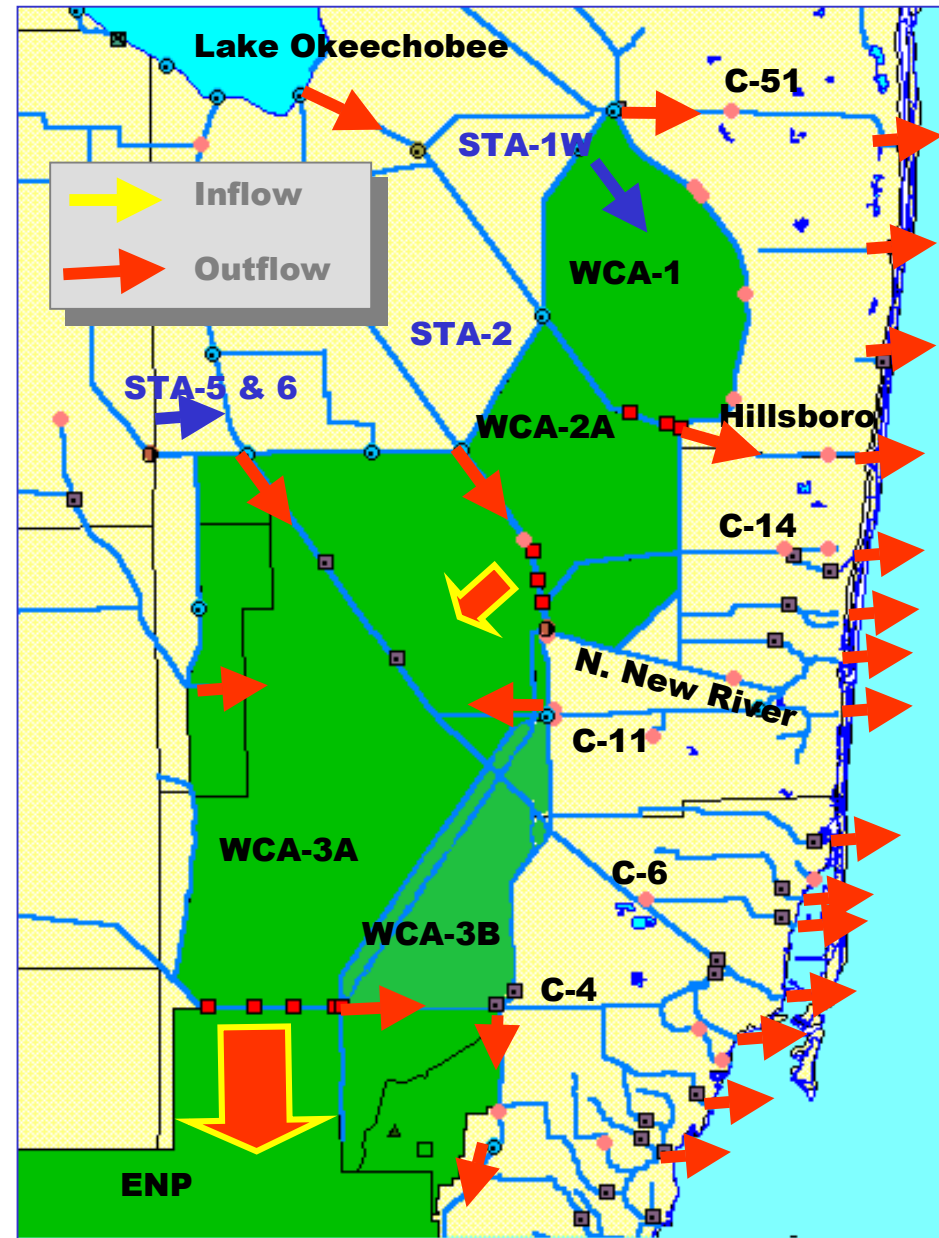 Lake Okeechobee
C-51
STA-1W
Inflow
Outflow
WCA-1
STA-2
STA-5 & 6
WCA-2A
Hillsboro
C-14
N. New River
C-11
WCA-3A
C-6
WCA-3B
C-4
ENP